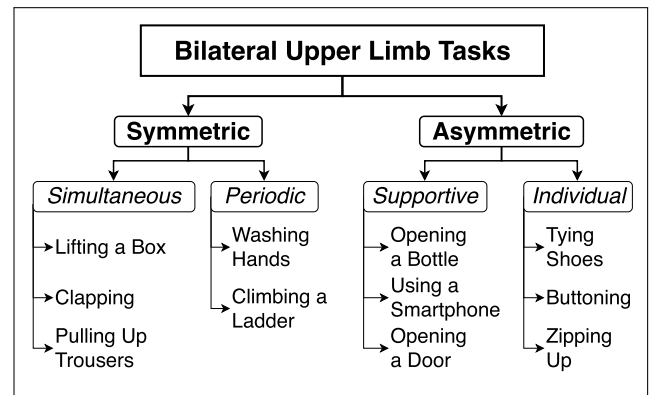 Bilateral Upper Limb Tasks
Symmetric
Asymmetric
Simultaneous
Periodic
Supportive
Individual
Lifting a Box
Clapping
Pulling Up
Trousers
Washing
Hands
Climbing a
Ladder
Opening
a Bottle
Using a
Smartphone
Opening
a Door
Tying
Shoes
Buttoning
Zipping
Up